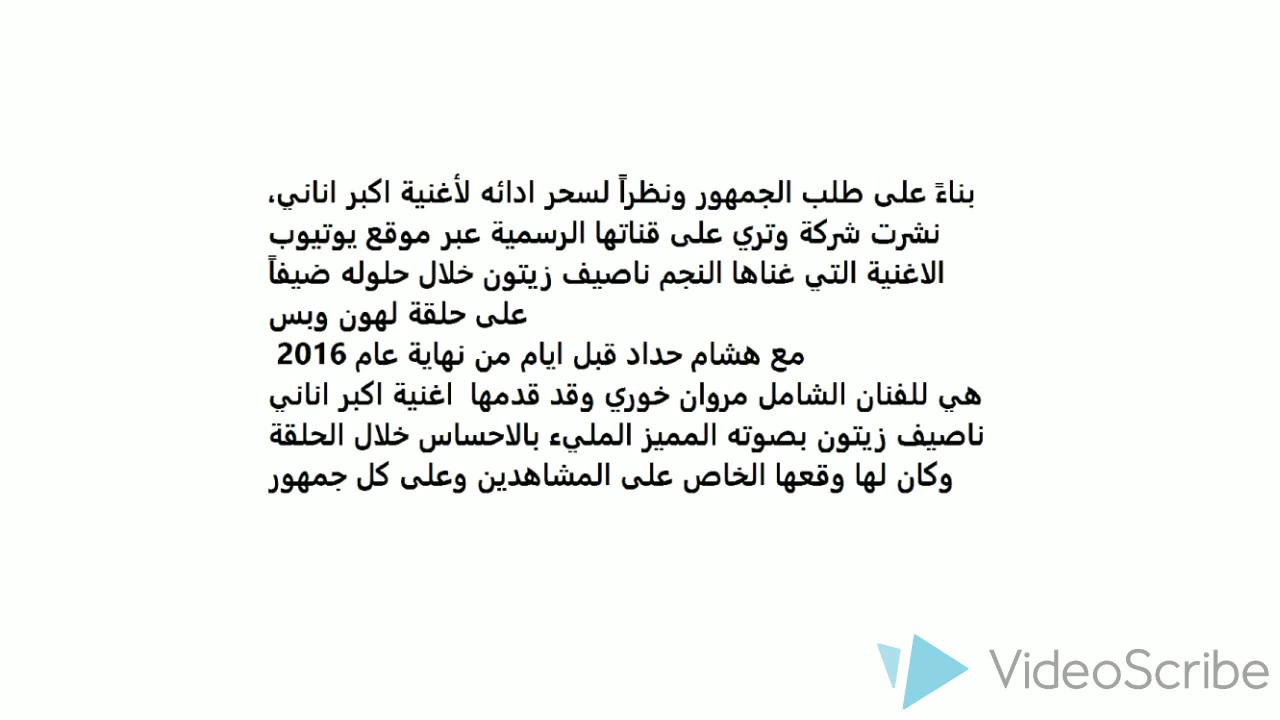 بناءً على طلب الجمهور ونظراً لسحر ادائه لأغنية اكبر اناني،
نشرت شركة وتري على قناتها الرسمية عبر موقع يوتيوب
الاغنية التي غناها النجم ناصيف زيتون خلال حلوله ضيفاً
على حلقة لهون وبس
مع هشام حداد قبل ايام من نهاية عام 2016
هي للفنان الشامل مروان خوري وقد قدمها  اغنية اكبر اناني
ناصيف زيتون بصوته المميز المليء بالاحساس خلال الحلقة
وكان لها وقعها الخاص على المشاهدين وعلى كل جمهور
VideoScribe